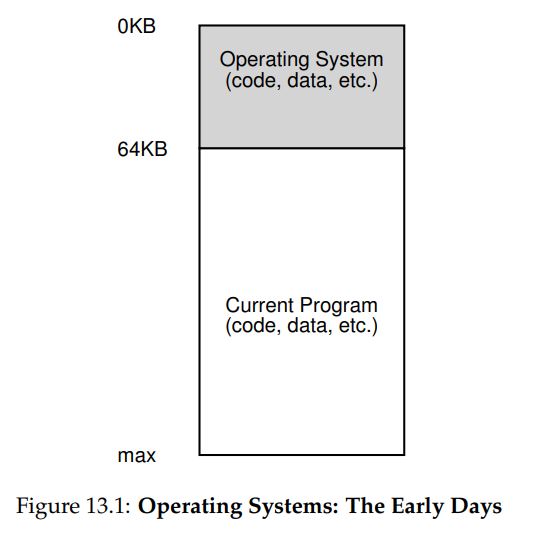 0KB
Operating System
(code, data, etc.)
64KB
Current Program
(code, data, etc.)
max
Figure 13.1: Operating Systems: The Early Days